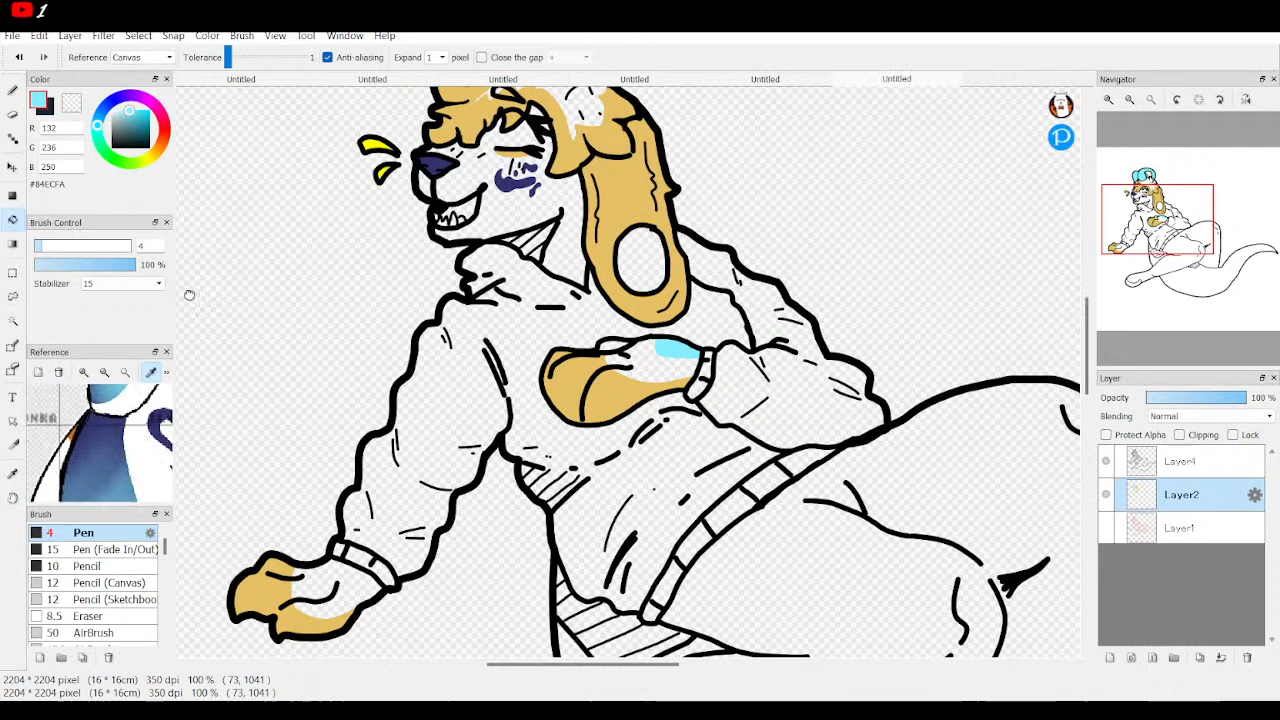 1
File Edit Layer Filter Select Snap Color Brush View Tool Window Help
Reference Canvas Tolerance 1 Anti-aliasing Expand 1 pixel Close the gap +
Color Untitled Untitled Untitled Untitled Untitled Untitled Navigator
R 132
G 236
B 250
#84ECFA
Brush Control
4
100 %
Stabilizer 15
Reference
NKA
Brush
4 Pen
15 Pen (Fade In/Out)
10 Pencil
12 Pencil (Canvas)
12 Pencil (Sketchboo
8.5 Eraser
50 AirBrush
Layer
Opacity 100 %
Blending Normal
Protect Alpha Clipping Lock
Layer4
Layer2
Layer1
2204 * 2204 pixel (16 * 16cm) 350 dpi 100 % ( 73, 1041 )
2204 * 2204 pixel (16 * 16cm) 350 dpi 100 % ( 73, 1041 )